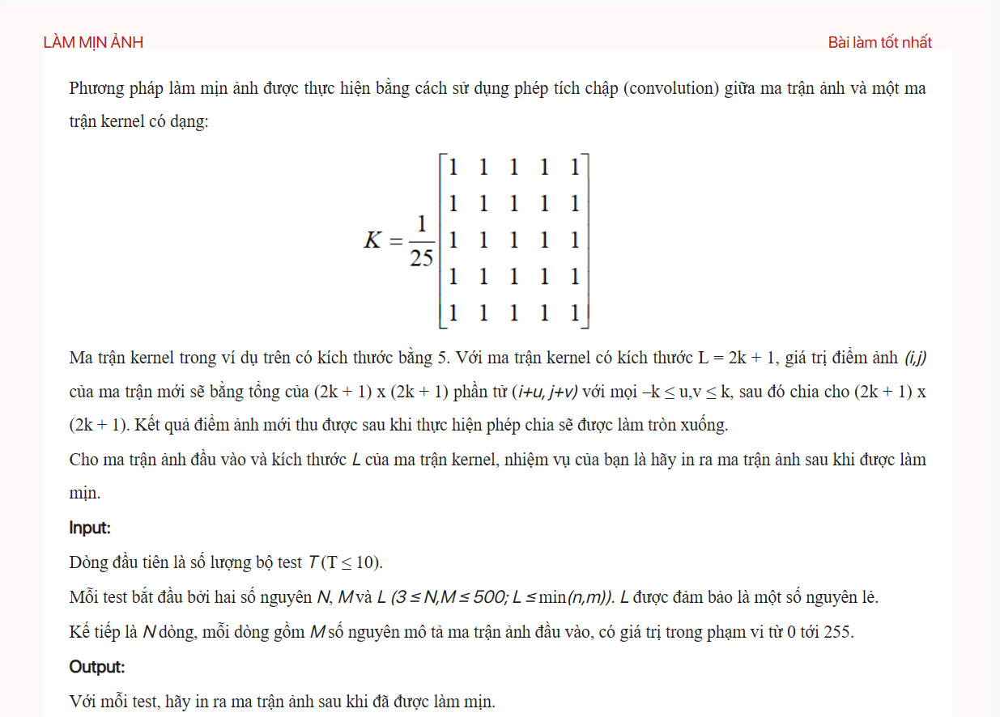 LÀM MỊN ẢNH
Bài làm tốt nhất
Phương pháp làm mịn ảnh được thực hiện bằng cách sử dụng phép tích chập (convolution) giữa ma trận ảnh và một ma
trận kernel có dạng:
1 1 1 1 1
1 1 1 1 1
K = 1/25 1 1 1 1 1
1 1 1 1 1
1 1 1 1 1
Ma trận kernel trong ví dụ trên có kích thước bằng 5. Với ma trận kernel có kích thước L = 2k + 1, giá trị điểm ảnh (i,j)
của ma trận mới sẽ bằng tổng của (2k + 1) x (2k + 1) phần tử (i+u, j+v) với mọi –k ≤ u,v ≤ k, sau đó chia cho (2k + 1) x
(2k + 1). Kết quả điểm ảnh mới thu được sau khi thực hiện phép chia sẽ được làm tròn xuống.
Cho ma trận ảnh đầu vào và kích thước L của ma trận kernel, nhiệm vụ của bạn là hãy in ra ma trận ảnh sau khi được làm
mịn.
Input:
Dòng đầu tiên là số lượng bộ test T (T ≤ 10).
Mỗi test bắt đầu bởi hai số nguyên N, M và L (3 ≤ N,M ≤ 500; L ≤ min(n,m)). L được đảm bảo là một số nguyên lẻ.
Kế tiếp là N dòng, mỗi dòng gồm M số nguyên mô tả ma trận ảnh đầu vào, có giá trị trong phạm vi từ 0 tới 255.
Output:
Với mỗi test, hãy in ra ma trận ảnh sau khi đã được làm mịn.